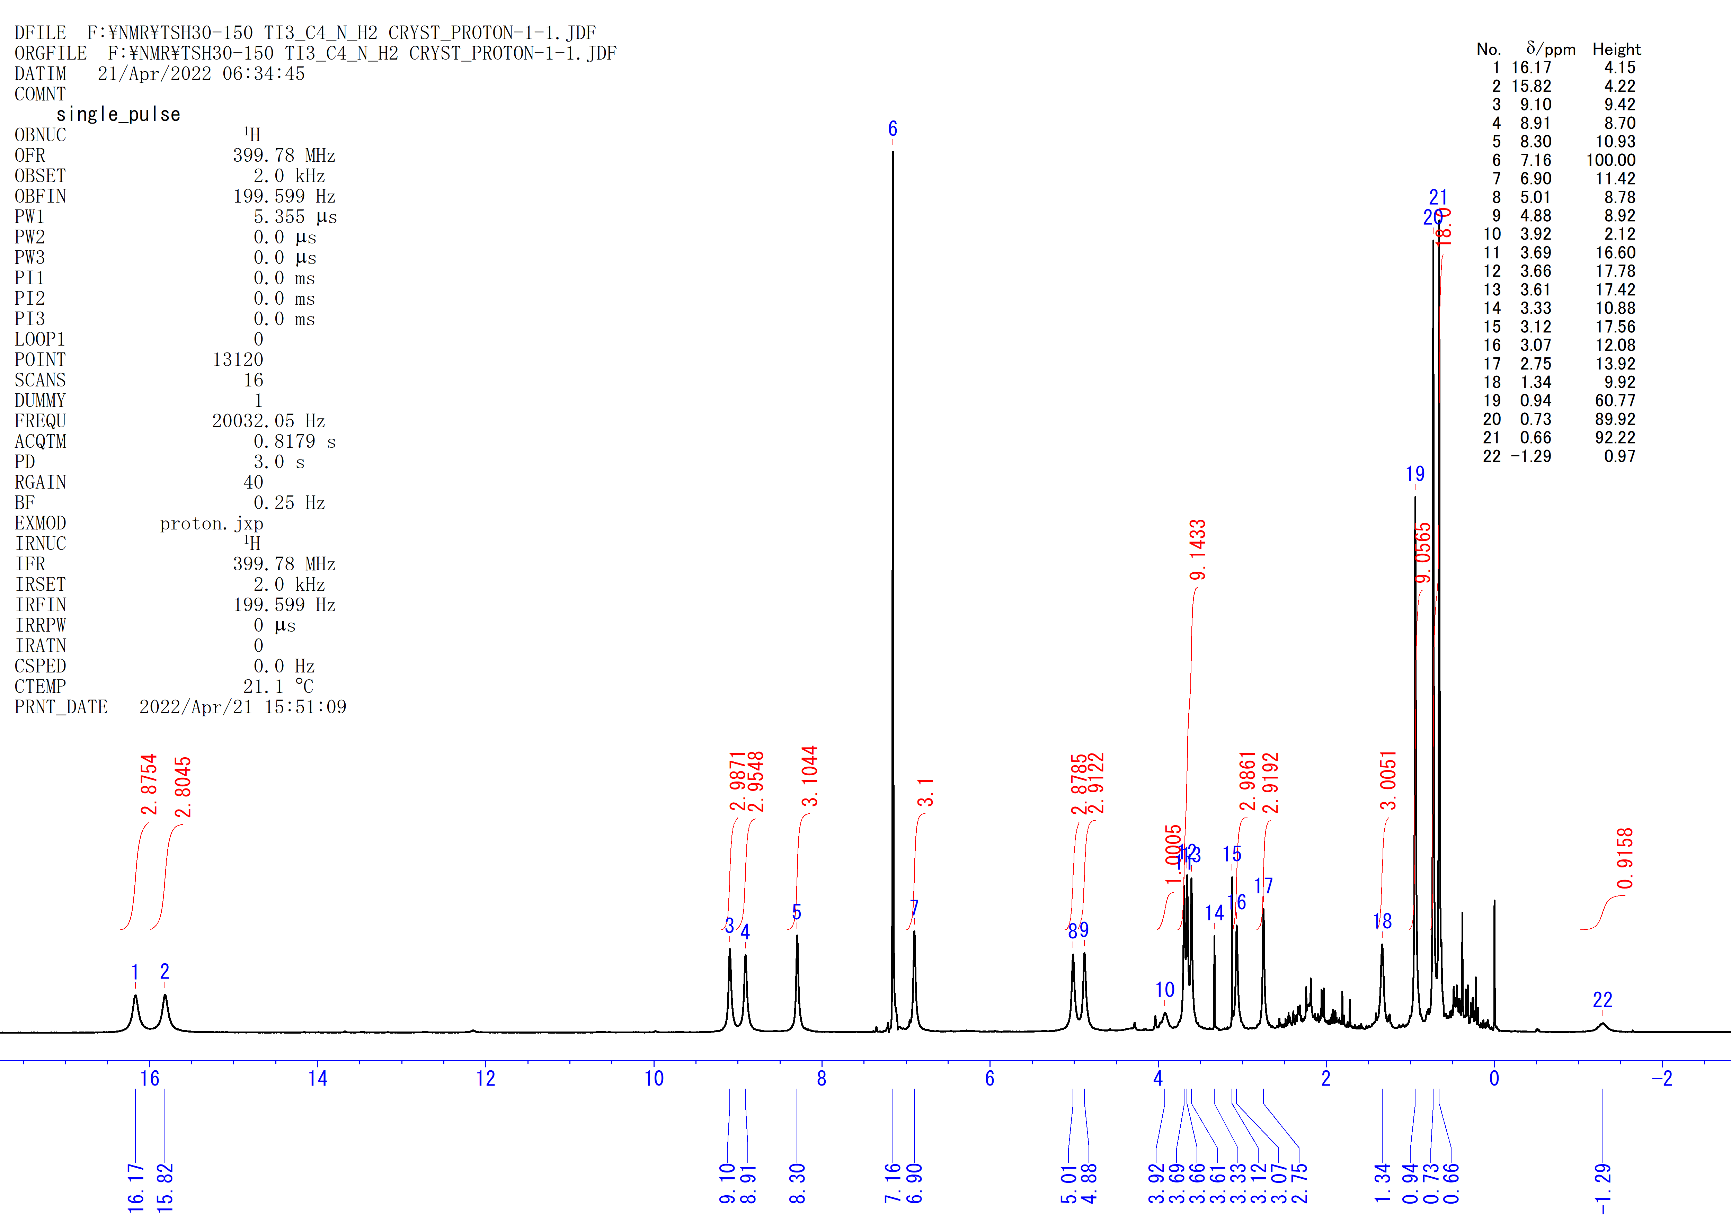 DFILE F:¥NMR¥TSH30-150 TI3_C4_N_H2 CRYST_PROTON-1-1.JDF
ORGFILE F:¥NMR¥TSH30-150 TI3_C4_N_H2 CRYST_PROTON-1-1.JDF
DATIM 21/Apr/2022 06:34:45
COMNT
single_pulse
OBNUC ¹H
OFR 399.78 MHz
OBSET 2.0 kHz
OBFIN 199.599 Hz
PW1 5.355 µs
PW2 0.0 µs
PW3 0.0 µs
PI1 0.0 ms
PI2 0.0 ms
PI3 0.0 ms
LOOP1 0
POINT 13120
SCANS 16
DUMMY 1
FREQU 20032.05 Hz
ACQTM 0.8179 s
PD 3.0 s
RGAIN 40
BF 0.25 Hz
EXMOD proton.jxp
IRNUC ¹H
IFR 399.78 MHz
IRSET 2.0 kHz
IRFIN 199.599 Hz
IRRPW 0 µs
IRATN 0
CSPED 0.0 Hz
CTEMP 21.1 °C
PRNT_DATE 2022/Apr/21 15:51:09
No. δ/ppm Height
1 16.17 4.15
2 15.82 4.22
3 9.10 9.42
4 8.91 8.70
5 8.30 10.93
6 7.16 100.00
7 6.90 11.42
8 5.01 8.78
9 4.88 8.92
10 3.92 2.12
11 3.69 16.60
12 3.66 17.78
13 3.61 17.42
14 3.33 10.88
15 3.12 17.56
16 3.07 12.08
17 2.75 13.92
18 1.34 9.92
19 0.94 60.77
20 0.73 89.92
21 0.66 92.22
22 -1.29 0.97
6
21
20
18.0
19
9.0565
9.1433
2.8754
2.8045
2.9871
2.9548
3.1044
3.1
2.8785
2.9122
1.0005
2.9861
2.9192
3.0051
0.9158
1
2
3
4
5
7
8
9
10
12
13
14
15
16
17
18
22
16 14 12 10 8 6 4 2 0 -2
16.17
15.82
9.10
8.91
8.30
7.16
6.90
5.01
4.88
3.92
3.69
3.66
3.61
3.33
3.12
3.07
2.75
1.34
0.94
0.73
0.66
-1.29